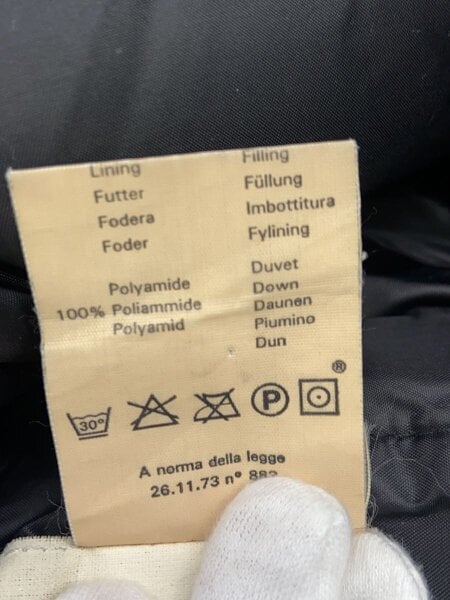 Lining
Futter
Fodera
Foder
Filling
Füllung
Imbottitura
Fylining
100%
Polyamide
Poliammide
Polyamid
Duvet
Down
Daunen
Piumino
Dun
30°
P
®
A norma della legge
26.11.73 n° 883